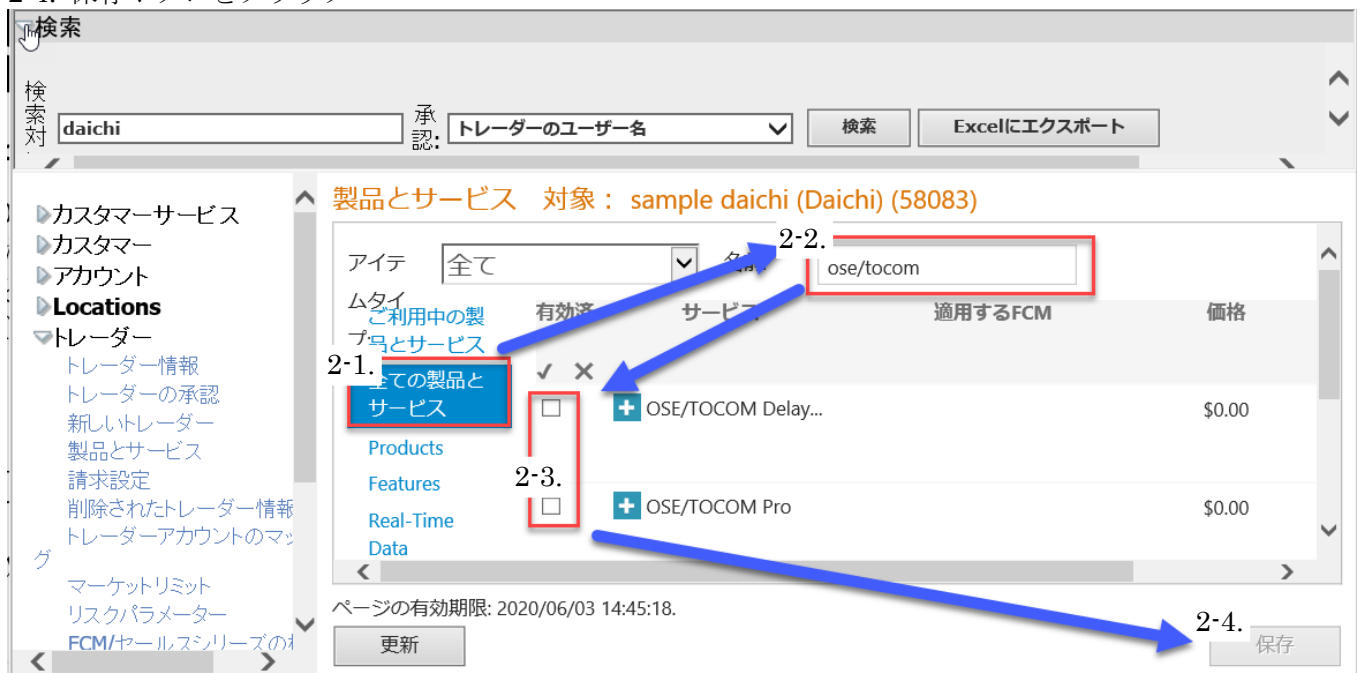 検索
検
索
対
daichi
承
認:
トレーダーのユーザー名
検索
Excelにエクスポート
カスタマーサービス
カスタマー
アカウント
Locations
トレーダー
トレーダー情報
トレーダーの承認
新しいトレーダー
製品とサービス
請求設定
削除されたトレーダー情報
トレーダーアカウントのマッ
グ
マーケットリミット
リスクパラメーター
FCM/セールスシリーズの
製品とサービス 対象： sample daichi (Daichi) (58083)
アイテ
ムタイ
プ:
全て
2-2.
ose/tocom
ご利用中の製
品とサービス
2-1.
全ての製品と
サービス
Products
Features
Real-Time
Data
有効済
サービス
適用するFCM
価格
OSE/TOCOM Delay...
$0.00
2-3.
OSE/TOCOM Pro
$0.00
ページの有効期限: 2020/06/03 14:45:18.
更新
2-4.
保存